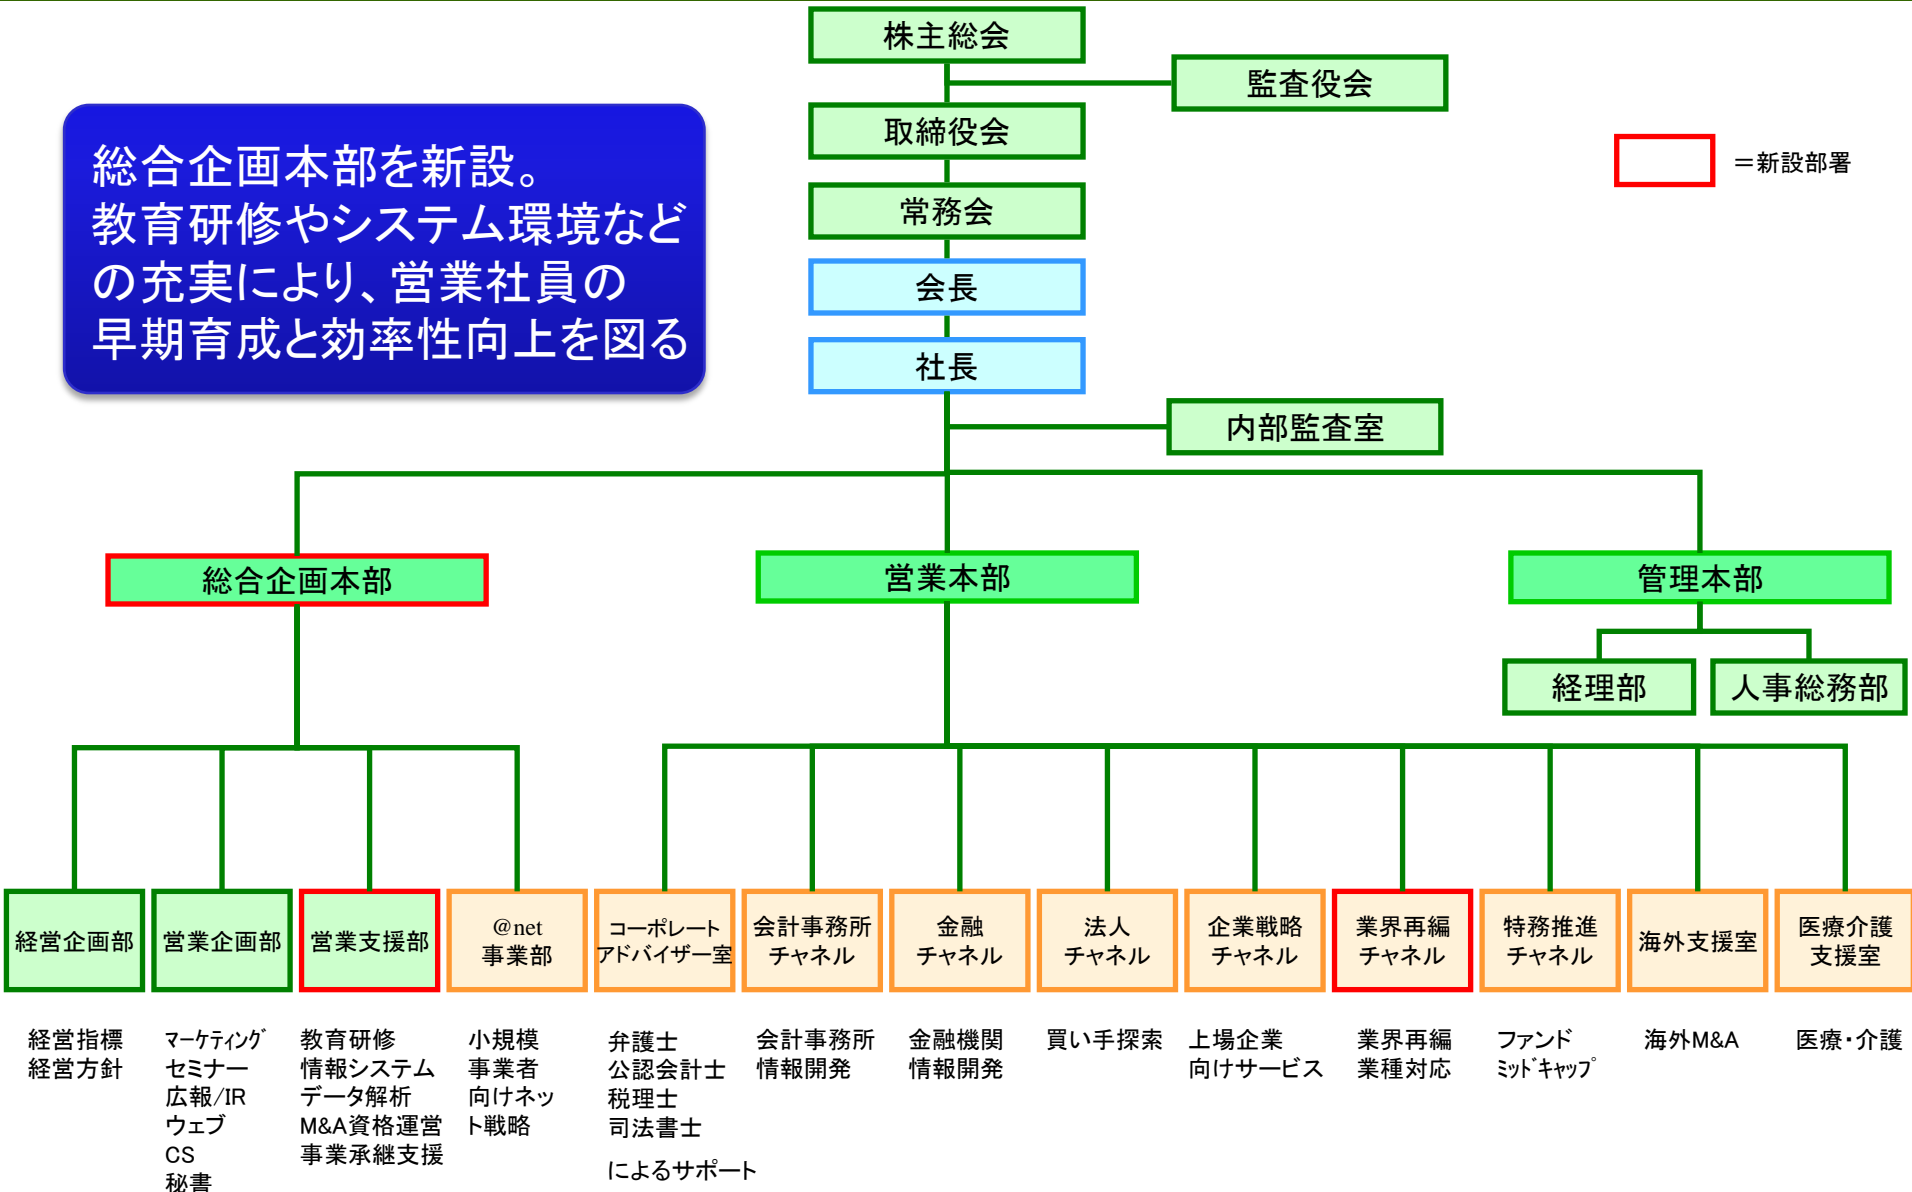 株主総会
監査役会
取締役会
常務会
会長
社長
内部監査室
総合企画本部を新設。
教育研修やシステム環境など
の充実により、営業社員の
早期育成と効率性向上を図る
＝新設部署
総合企画本部
営業本部
管理本部
経理部
人事総務部
経営企画部
営業企画部
営業支援部
@net
事業部
コーポレート
アドバイザー室
会計事務所
チャネル
金融
チャネル
法人
チャネル
企業戦略
チャネル
業界再編
チャネル
特務推進
チャネル
海外支援室
医療介護
支援室
経営指標
経営方針
ﾏｰｹﾃｨﾝｸﾞ
セミナー
広報/IR
ウェブ
CS
秘書
教育研修
情報システム
データ解析
M&A資格運営
事業承継支援
小規模
事業者
向けネッ
ト戦略
弁護士
公認会計士
税理士
司法書士
によるサポート
会計事務所
情報開発
金融機関
情報開発
買い手探索
上場企業
向けサービス
業界再編
業種対応
ファンド
ﾐｯﾄﾞｷｬｯﾌﾟ
海外M&A
医療・介護